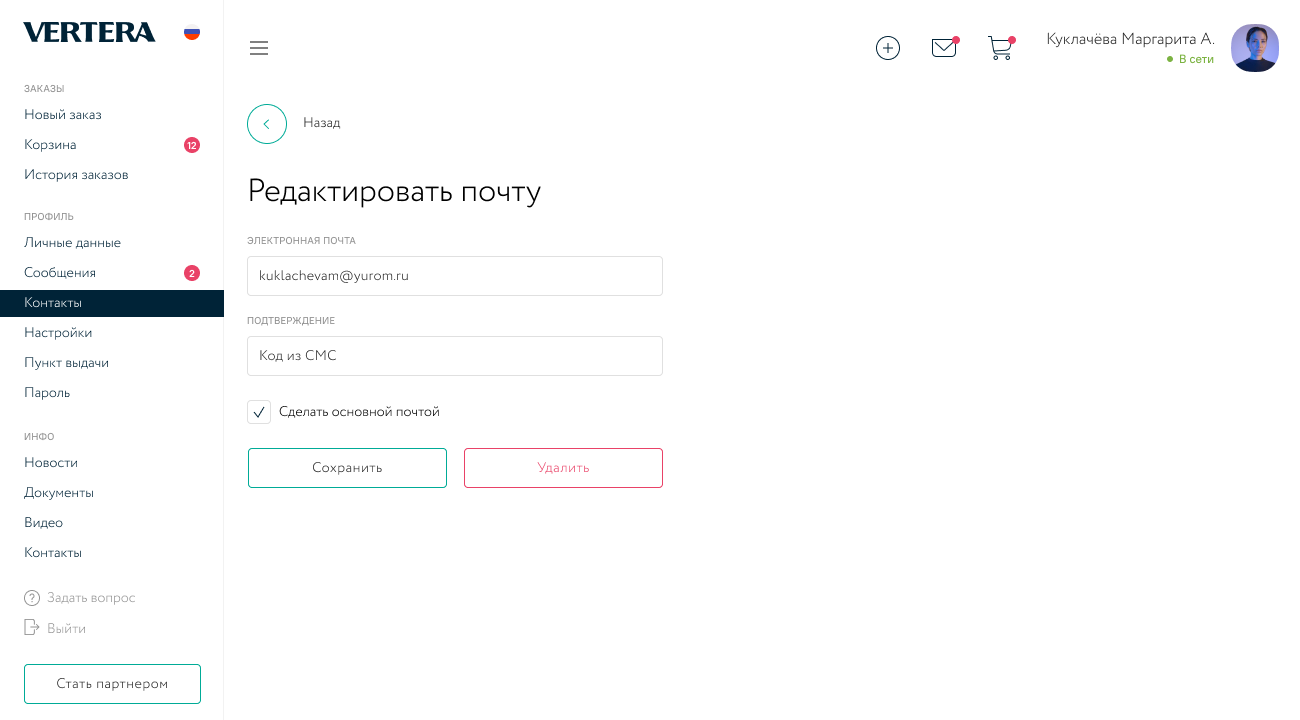 VERTERA
ЗАКАЗЫ
Новый заказ
Корзина 12
История заказов
ПРОФИЛЬ
Личные данные
Сообщения 2
Контакты
Настройки
Пункт выдачи
Пароль
ИНФО
Новости
Документы
Видео
Контакты
Задать вопрос
Выйти
Стать партнером
Куклачёва Маргарита А.
В сети
Назад
Редактировать почту
ЭЛЕКТРОННАЯ ПОЧТА
kuklachevam@yurom.ru
ПОДТВЕРЖДЕНИЕ
Код из СМС
Сделать основной почтой
Сохранить
Удалить